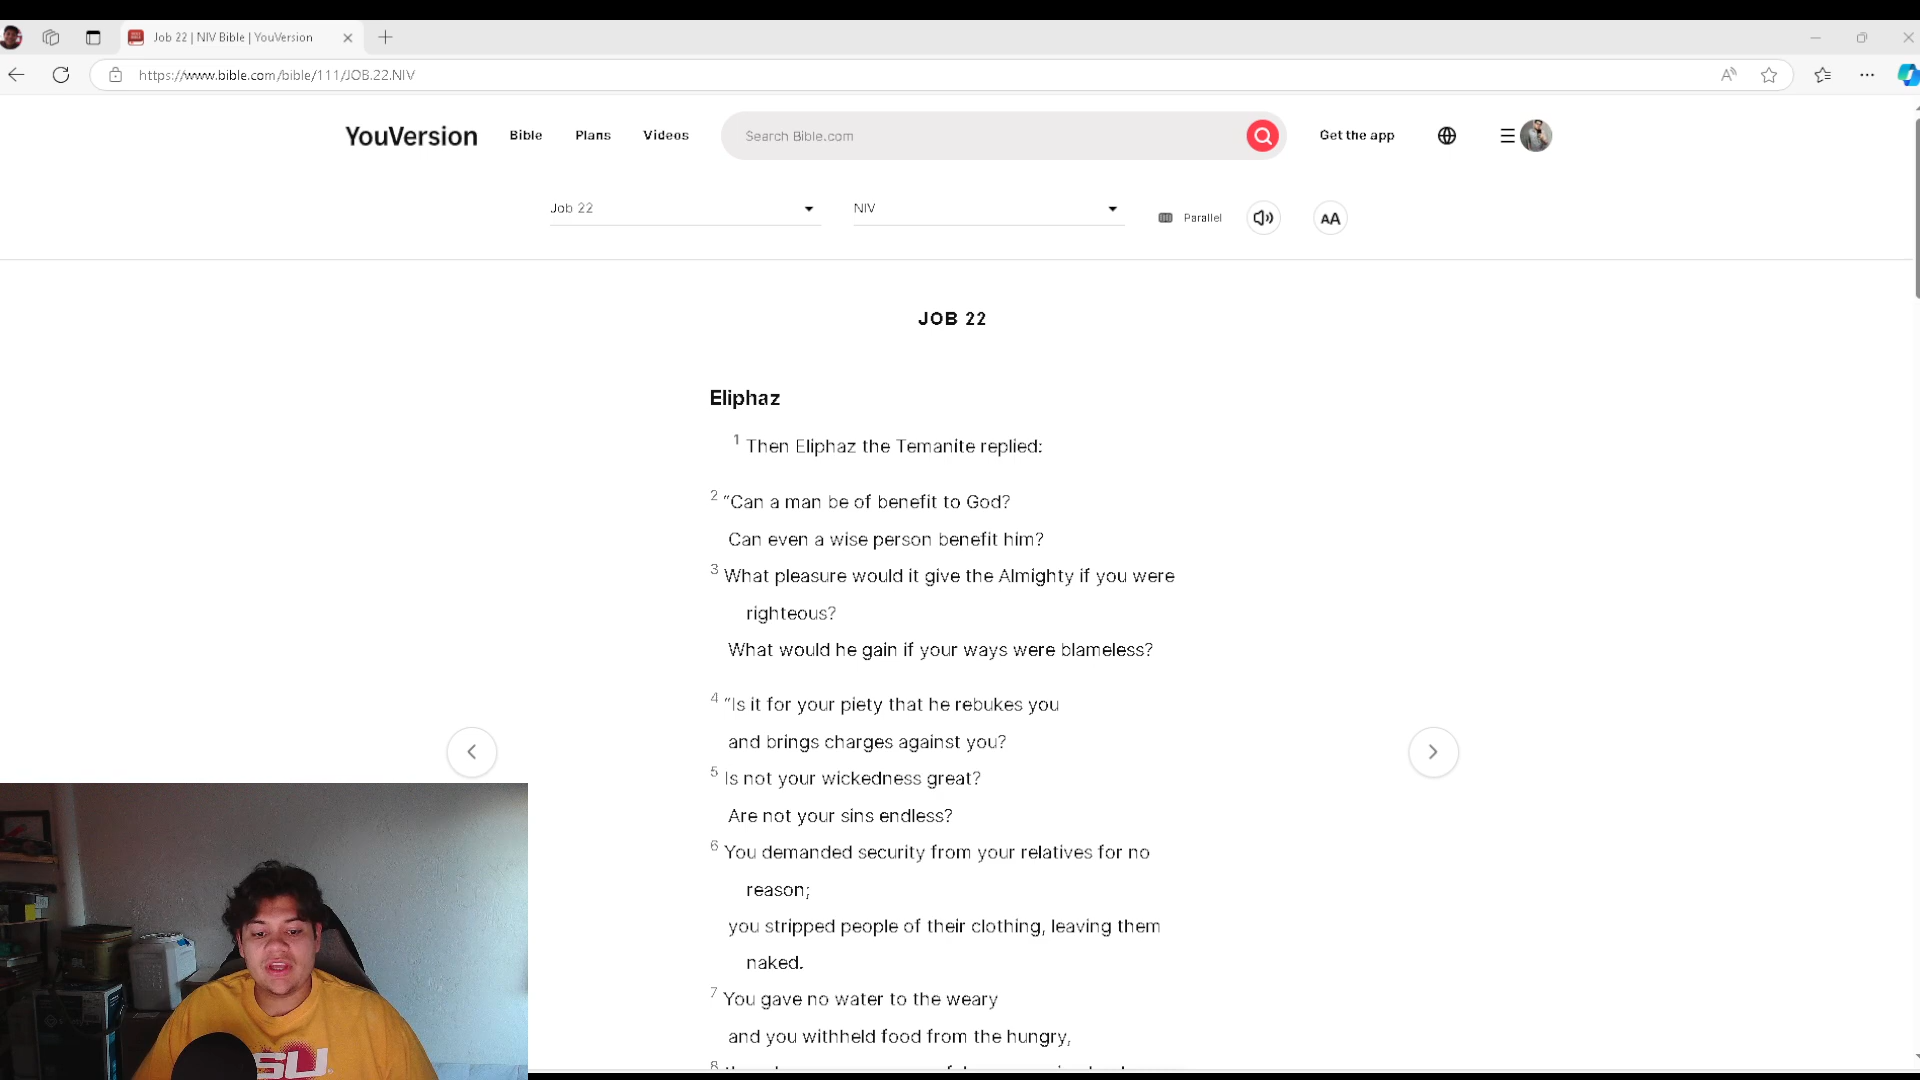 Job 22 | NIV Bible | YouVersion
https://www.bible.com/bible/111/JOB.22.NIV
YouVersion Bible Plans Videos Search Bible.com Get the app
Job 22 NIV Parallel AA
JOB 22
Eliphaz
1 Then Eliphaz the Temanite replied:
2 “Can a man be of benefit to God?
Can even a wise person benefit him?
3 What pleasure would it give the Almighty if you were
righteous?
What would he gain if your ways were blameless?
4 “Is it for your piety that he rebukes you
and brings charges against you?
5 Is not your wickedness great?
Are not your sins endless?
6 You demanded security from your relatives for no
reason;
you stripped people of their clothing, leaving them
naked.
7 You gave no water to the weary
and you withheld food from the hungry,
8
SU